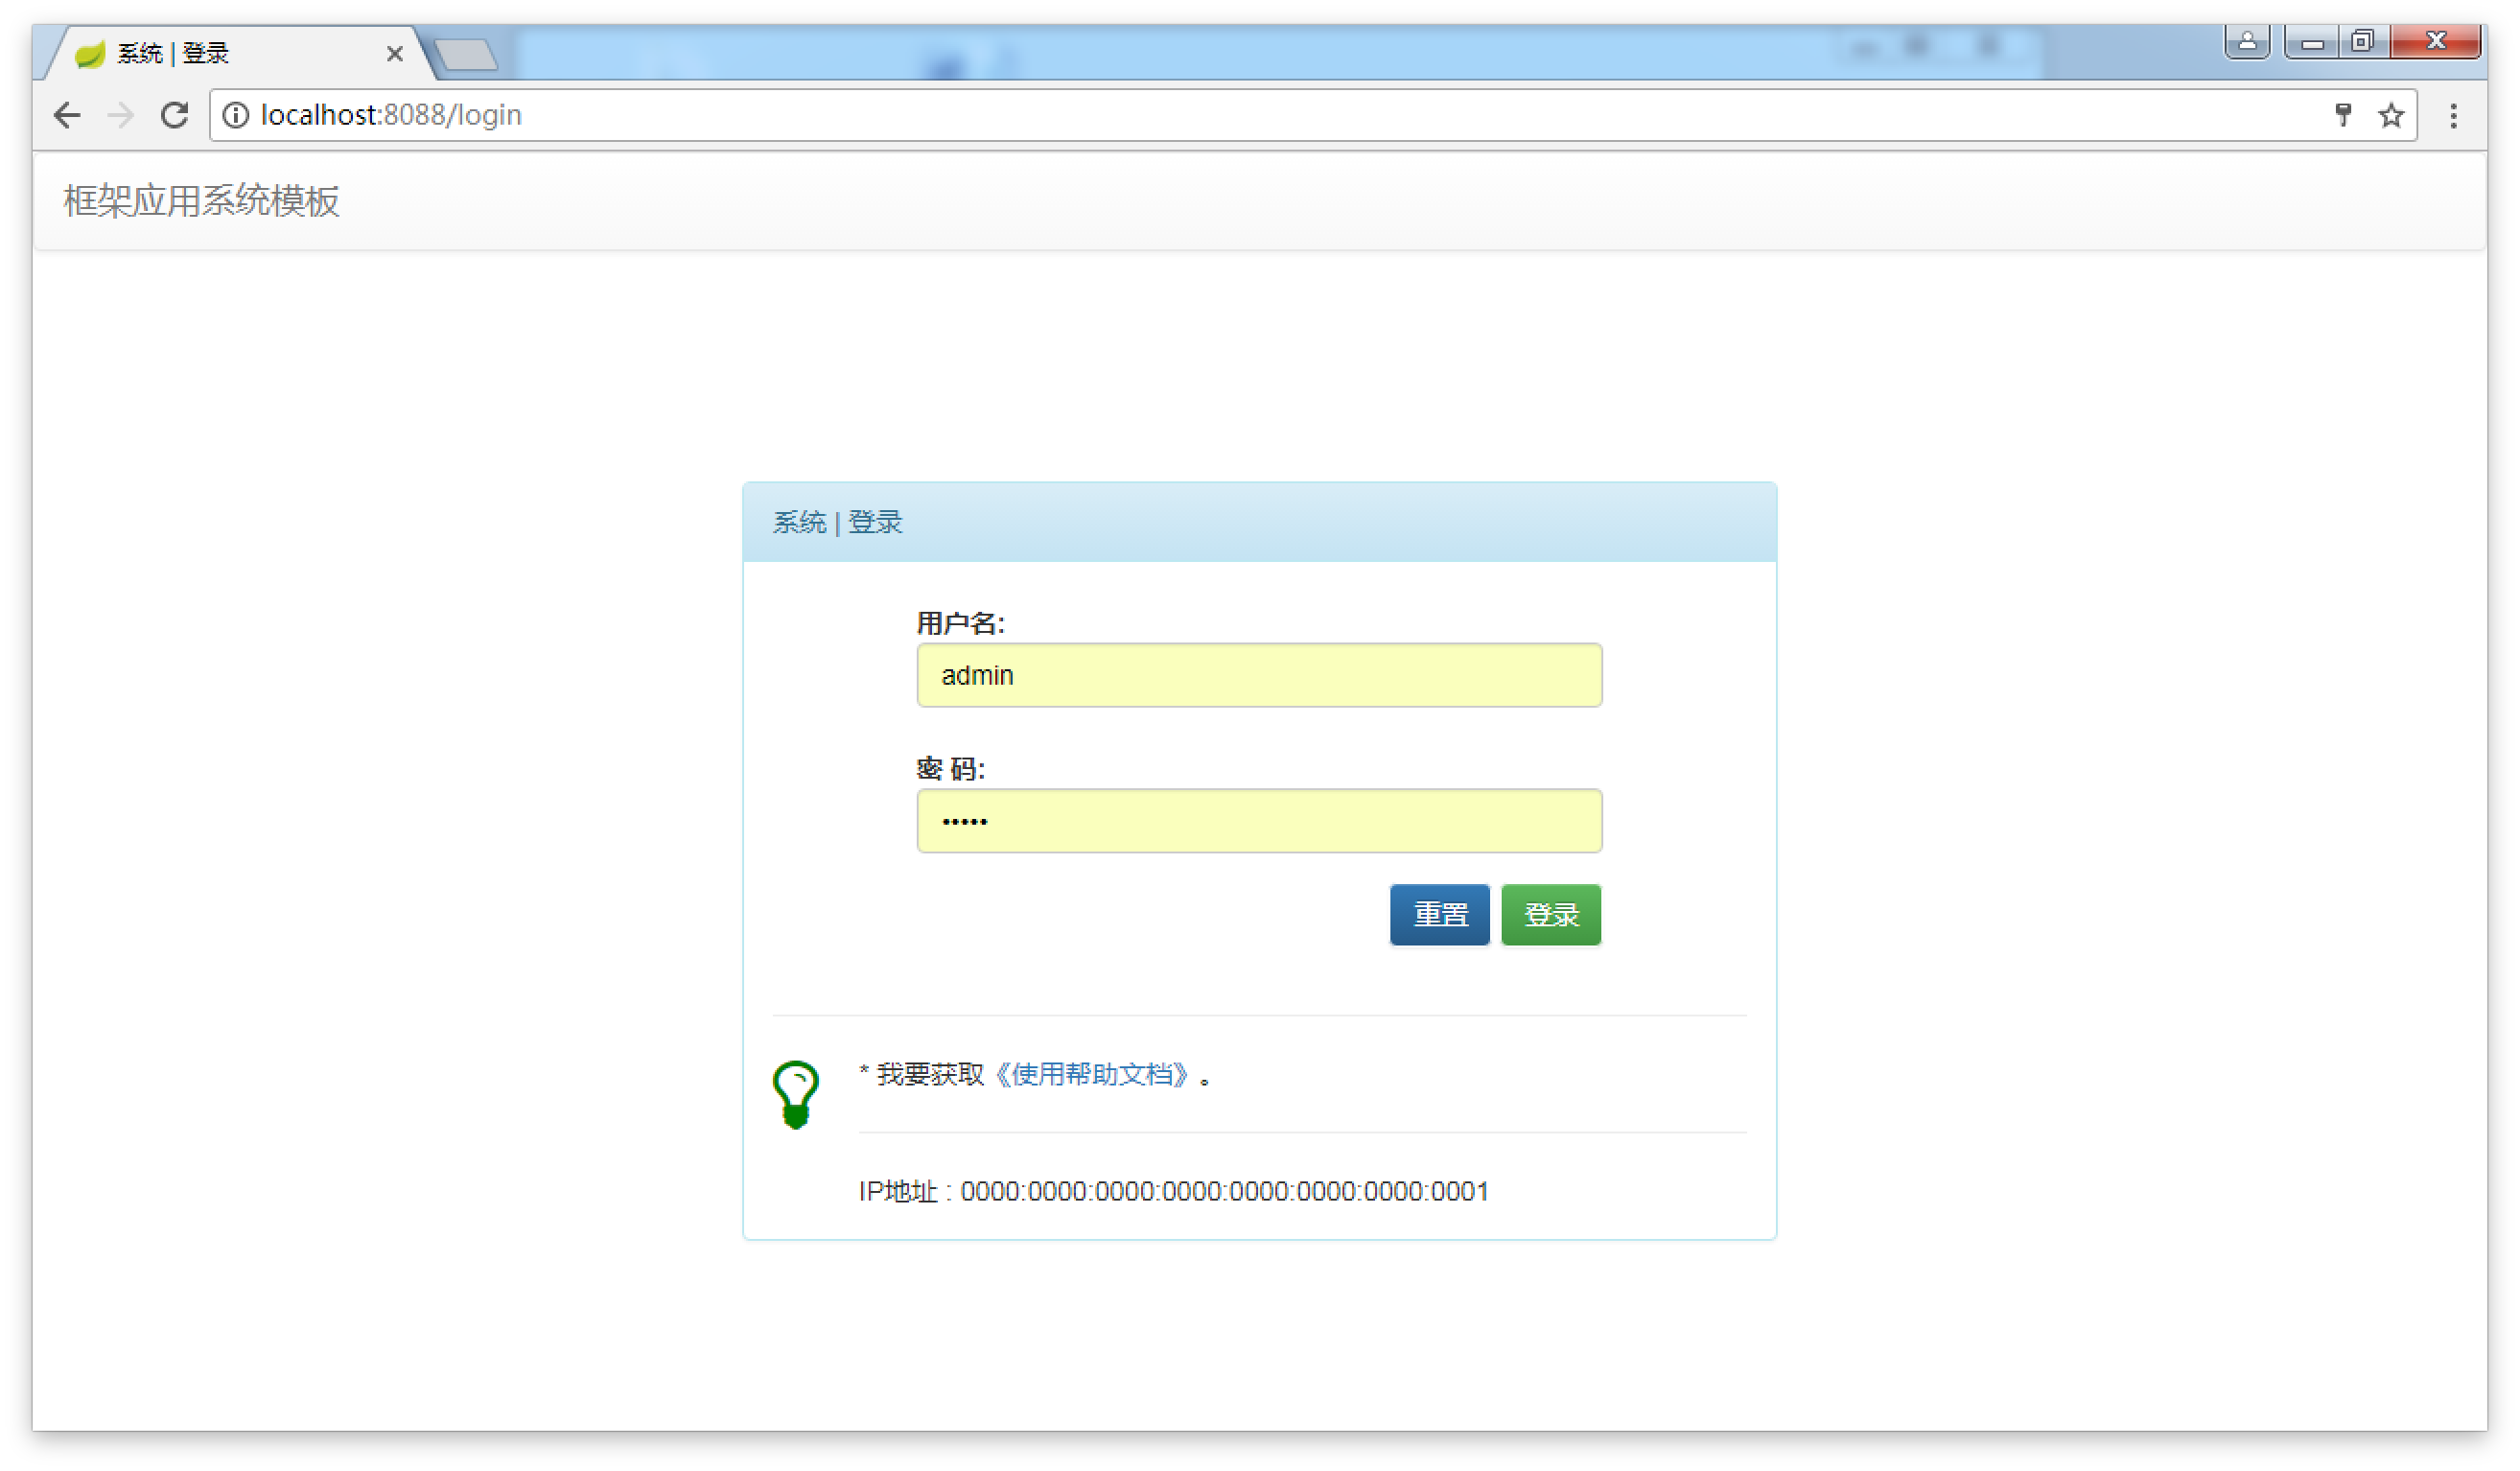 系统 | 登录
localhost:8088/login
框架应用系统模板
系统 | 登录
用户名:
admin
密 码:
•••••
重置 登录
* 我要获取《使用帮助文档》。
IP地址 : 0000:0000:0000:0000:0000:0000:0000:0001